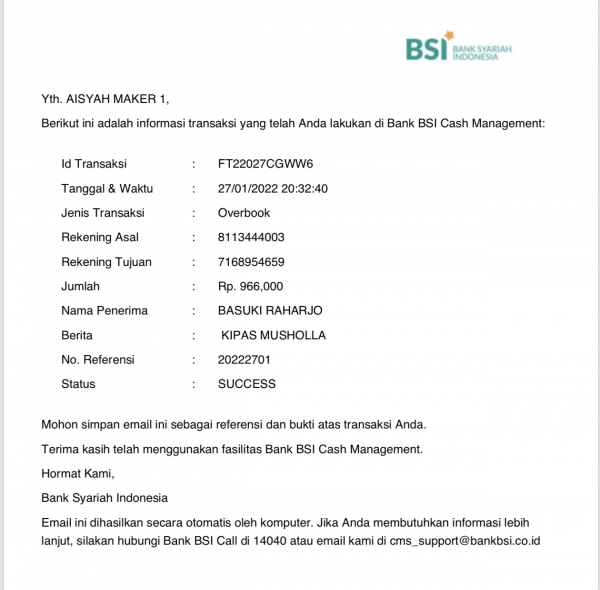 BSI BANK SYARIAH
INDONESIA
Yth. AISYAH MAKER 1,
Berikut ini adalah informasi transaksi yang telah Anda lakukan di Bank BSI Cash Management:
Id Transaksi : FT22027CGWW6
Tanggal & Waktu : 27/01/2022 20:32:40
Jenis Transaksi : Overbook
Rekening Asal : 8113444003
Rekening Tujuan : 7168954659
Jumlah : Rp. 966,000
Nama Penerima : BASUKI RAHARJO
Berita : KIPAS MUSHOLLA
No. Referensi : 20222701
Status : SUCCESS
Mohon simpan email ini sebagai referensi dan bukti atas transaksi Anda.
Terima kasih telah menggunakan fasilitas Bank BSI Cash Management.
Hormat Kami,
Bank Syariah Indonesia
Email ini dihasilkan secara otomatis oleh komputer. Jika Anda membutuhkan informasi lebih
lanjut, silakan hubungi Bank BSI Call di 14040 atau email kami di cms_support@bankbsi.co.id